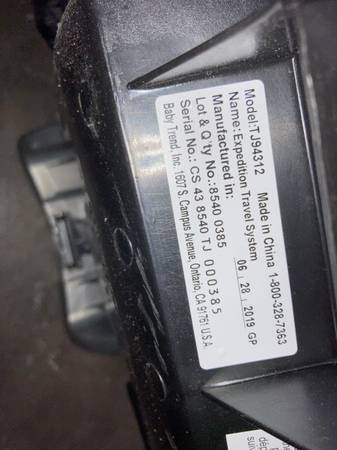 Model:TJ94312 Made in China 1-800-328-7363
Name:Expedition Travel System
Manufactured in: 06 / 28 / 2019 GP
Lot & Q'ty No.:8540 0385
Serial No.: CS 43 8540 TJ 000385
Baby Trend, Inc. 1607 S. Campus Avenue, Ontario, CA 91761 U.S.A.